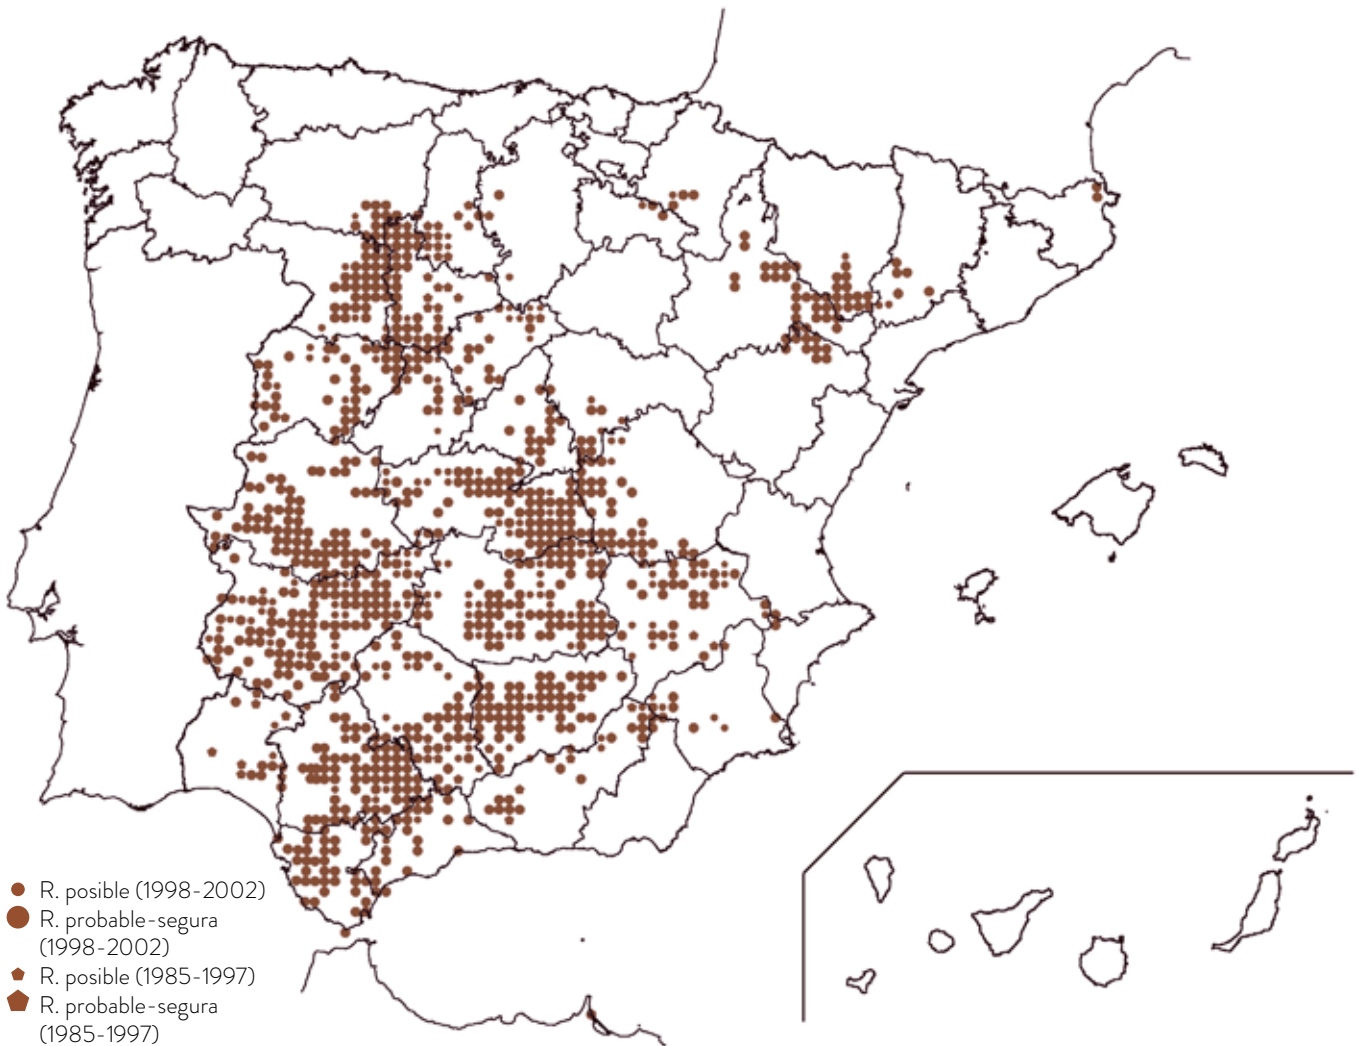 R. posible (1998-2002)
R. probable-segura
(1998-2002)
R. posible (1985-1997)
R. probable-segura
(1985-1997)